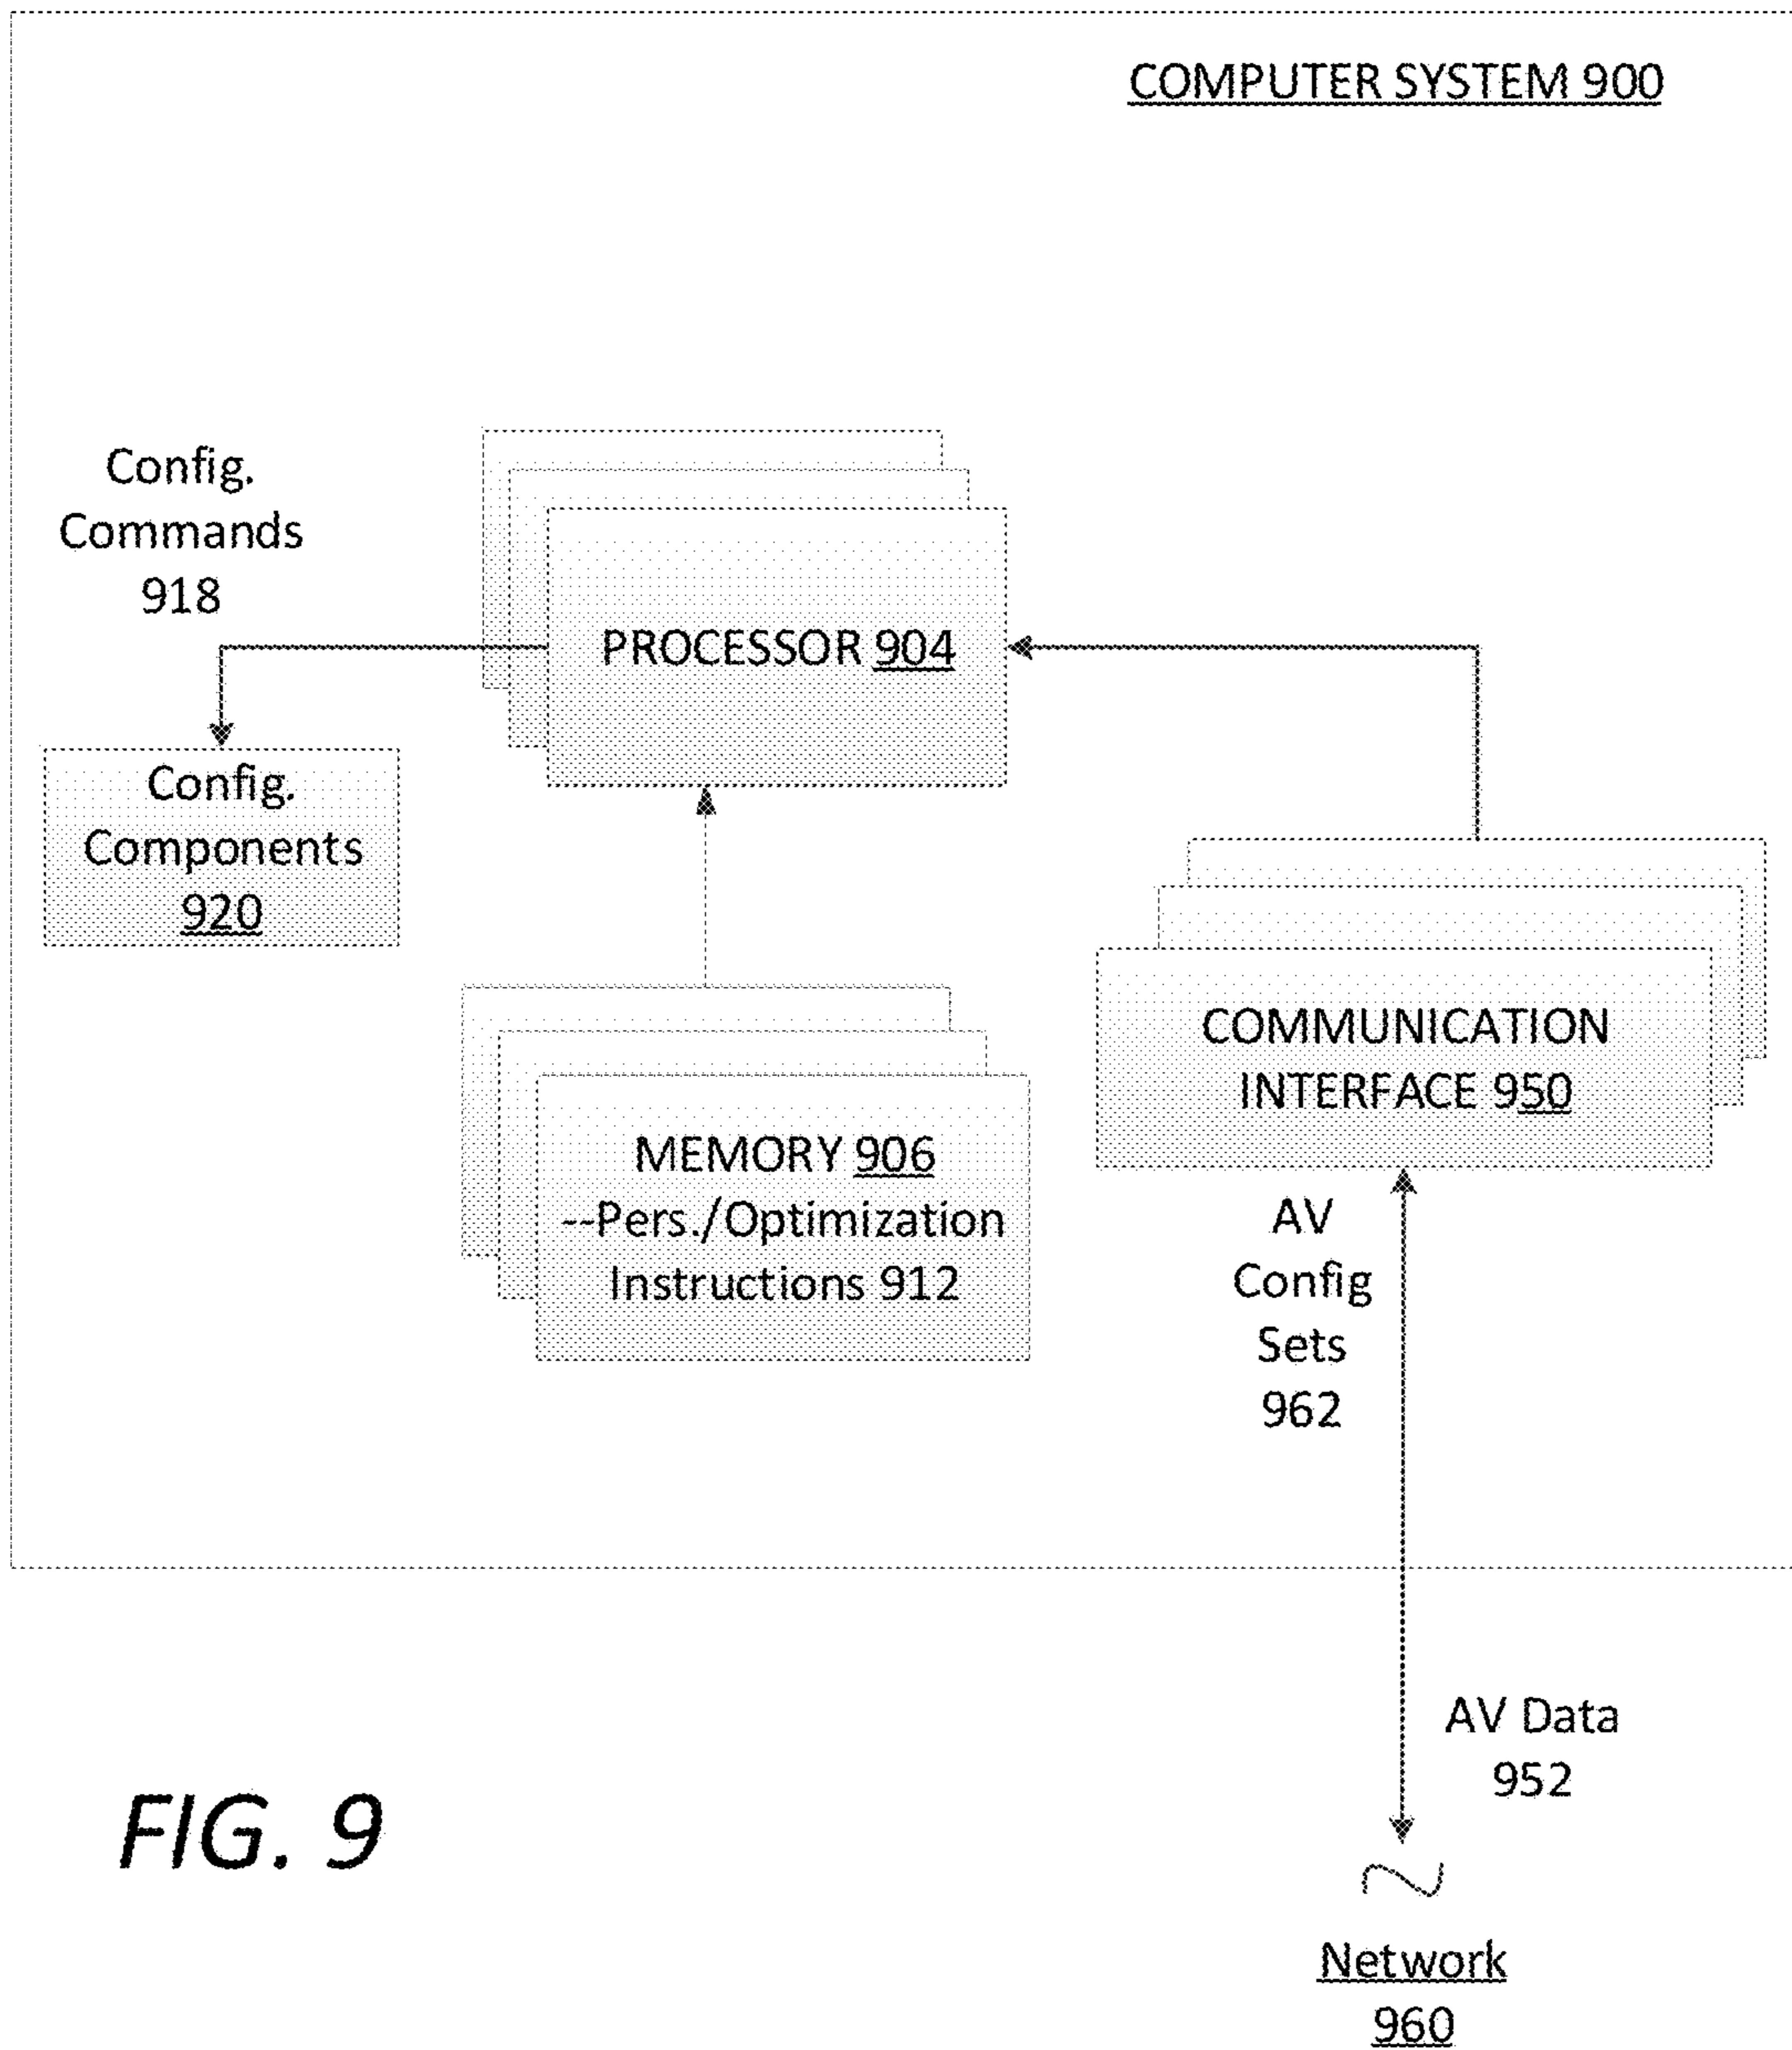 COMPUTER SYSTEM 900
Config.
Commands
918
PROCESSOR 904
Config.
Components
920
COMMUNICATION
INTERFACE 950
MEMORY 906
--Pers./Optimization
Instructions 912
AV
Config
Sets
962
AV Data
952
FIG. 9
Network
960